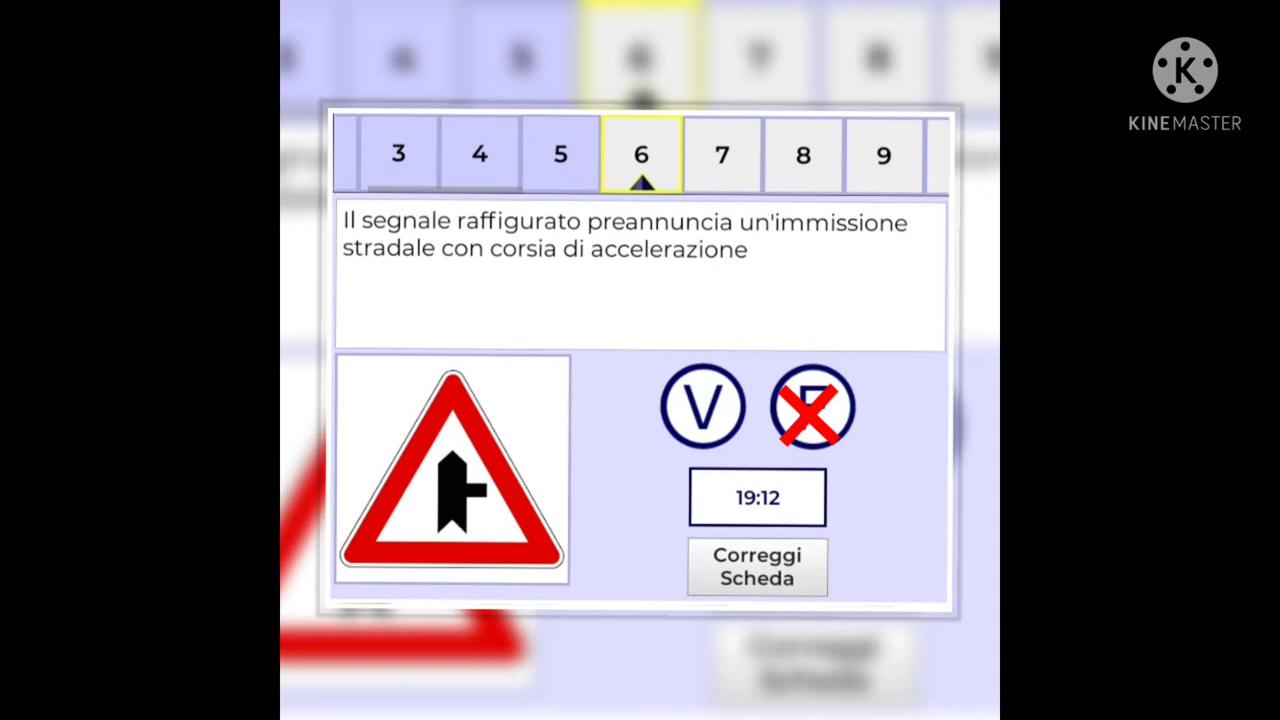 K
KINEMASTER
3 4 5 6 7 8 9
Il segnale raffigurato preannuncia un'immissione
stradale con corsia di accelerazione
V F
19:12
Correggi
Scheda